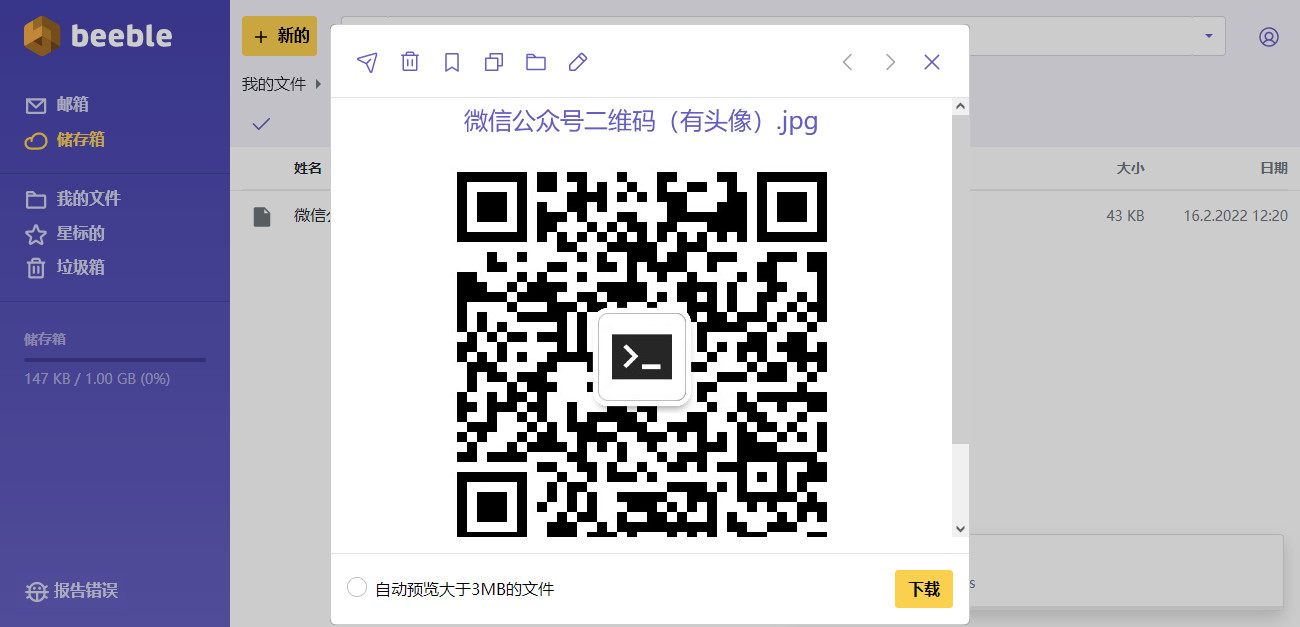 beeble
邮箱
储存箱
我的文件
星标的
垃圾箱
储存箱
147 KB / 1.00 GB (0%)
报告错误
+ 新的
我的文件
姓名
大小
日期
微信公
43 KB
16.2.2022 12:20
微信公众号二维码（有头像）.jpg
>_
自动预览大于3MB的文件
下载
s